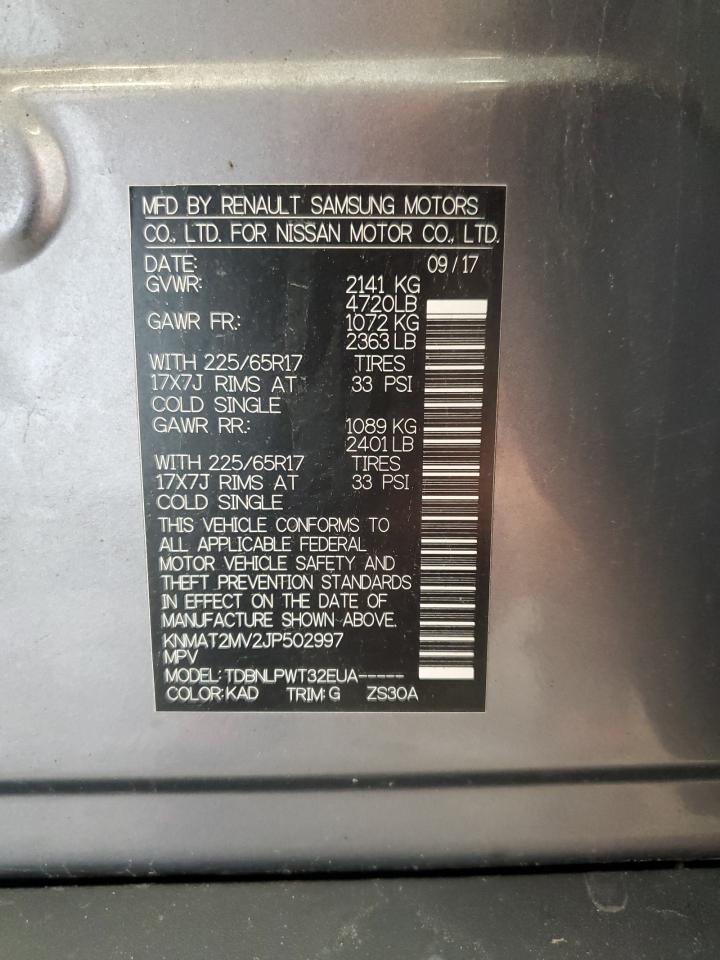 MFD BY RENAULT SAMSUNG MOTORS
CO., LTD. FOR NISSAN MOTOR CO., LTD.
DATE: 09/17
GVWR: 2141 KG
4720LB
GAWR FR.: 1072 KG
2363 LB
WITH 225/65R17 TIRES
17X7J RIMS AT 33 PSI
COLD SINGLE
GAWR RR.: 1089 KG
2401 LB
WITH 225/65R17 TIRES
17X7J RIMS AT 33 PSI
COLD SINGLE
THIS VEHICLE CONFORMS TO
ALL APPLICABLE FEDERAL
MOTOR VEHICLE SAFETY AND
THEFT PREVENTION STANDARDS
IN EFFECT ON THE DATE OF
MANUFACTURE SHOWN ABOVE.
KNMAT2MV2JP502997
MPV
MODEL: TDBNLPWT32EUA-----
COLOR: KAD TRIM: G ZS30A